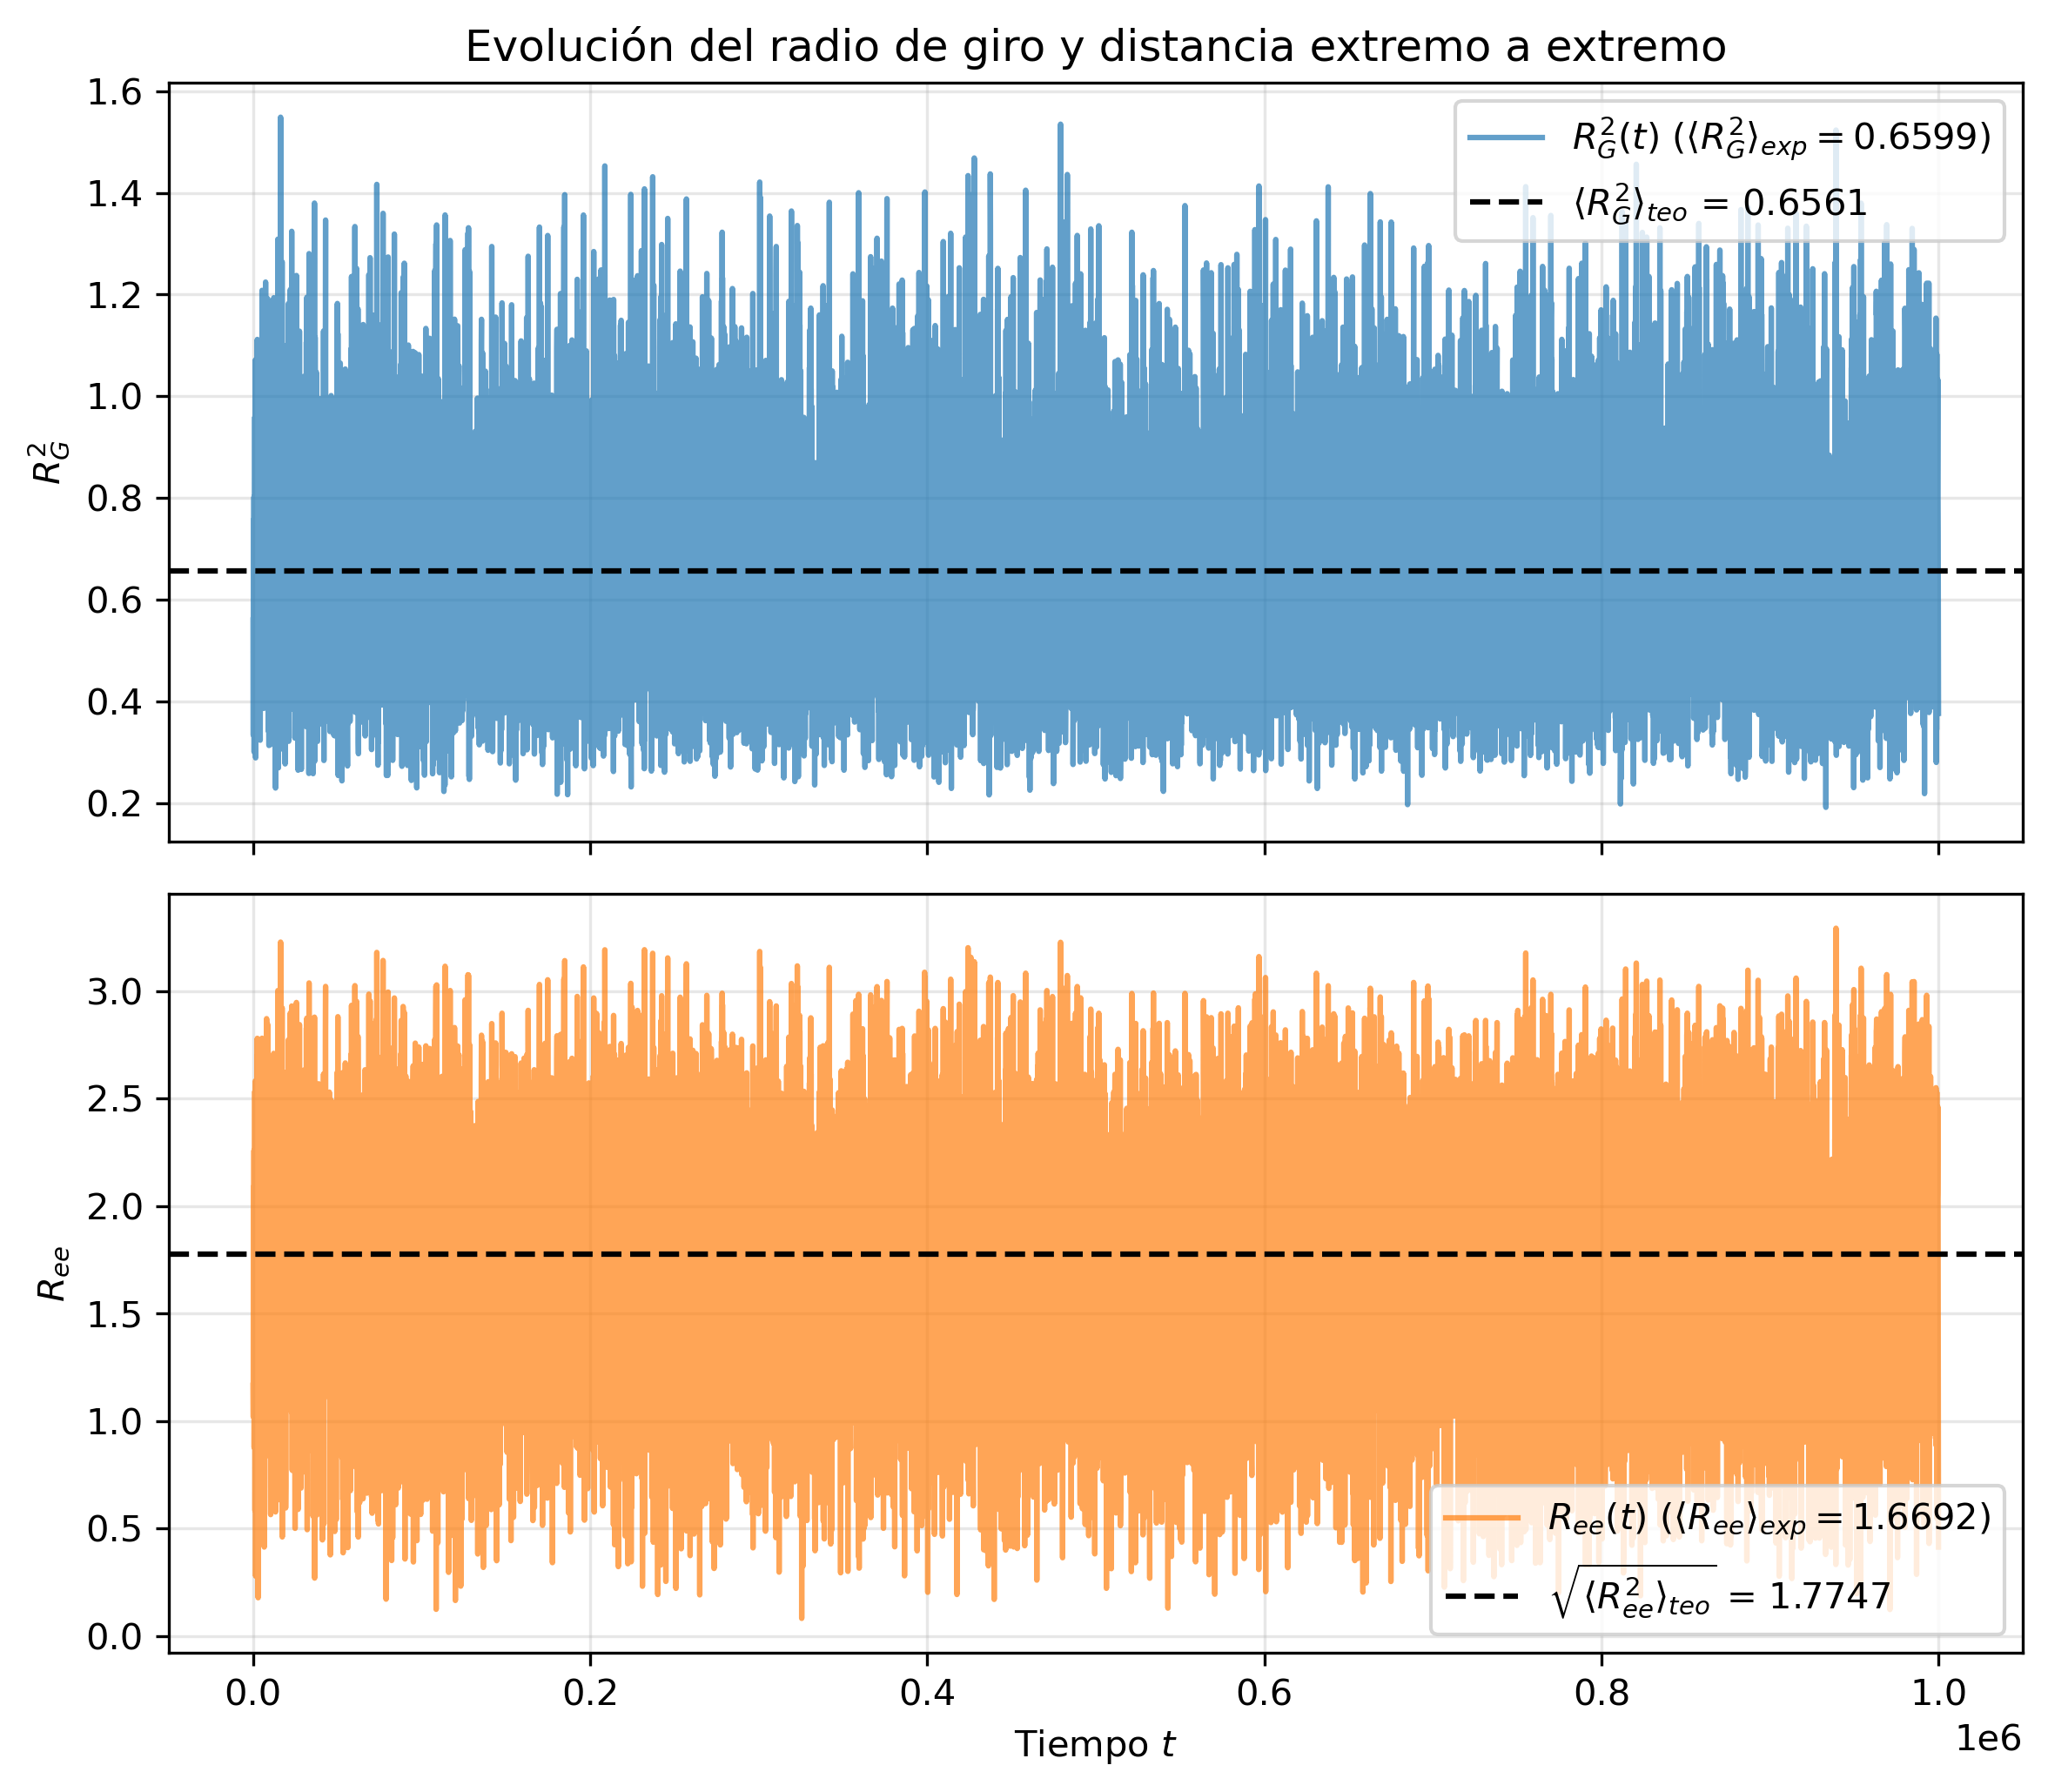 Evolución del radio de giro y distancia extremo a extremo
1.6
1.4
1.2
1.0
0.8
0.6
0.4
0.2
R_G^2
R_G^2(t) (⟨R_G^2⟩_exp = 0.6599)
⟨R_G^2⟩_teo = 0.6561
3.0
2.5
2.0
1.5
1.0
0.5
0.0
R_ee
R_ee(t) (⟨R_ee⟩_exp = 1.6692)
√⟨R_ee^2⟩_teo = 1.7747
0.0 0.2 0.4 0.6 0.8 1.0
1e6
Tiempo t